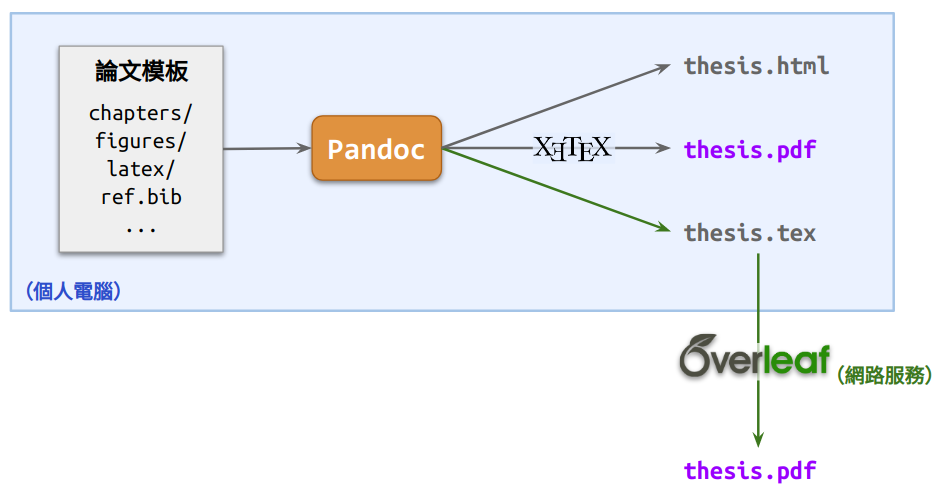 論文模板
chapters/
figures/
latex/
ref.bib
...
Pandoc
thesis.html
XƎTEX
thesis.pdf
thesis.tex
(個人電腦)
Overleaf
(網路服務)
thesis.pdf